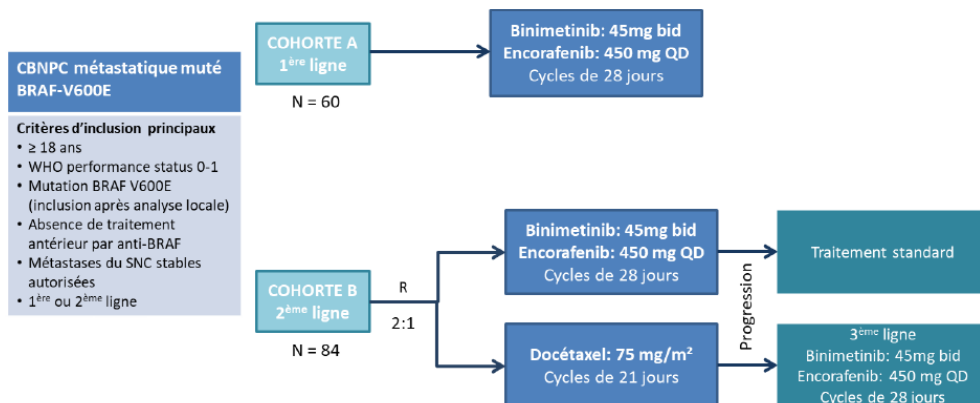 CBNPC métastatique muté
BRAF-V600E
Critères d'inclusion principaux
• ≥ 18 ans
• WHO performance status 0-1
• Mutation BRAF V600E
(inclusion après analyse locale)
• Absence de traitement
antérieur par anti-BRAF
• Métastases du SNC stables
autorisées
• 1ère ou 2ème ligne
COHORTE A
1ère ligne
N = 60
Binimetinib: 45mg bid
Encorafenib: 450 mg QD
Cycles de 28 jours
COHORTE B
2ème ligne
N = 84
R
2:1
Binimetinib: 45mg bid
Encorafenib: 450 mg QD
Cycles de 28 jours
Docétaxel: 75 mg/m²
Cycles de 21 jours
Progression
Traitement standard
3ème ligne
Binimetinib: 45mg bid
Encorafenib: 450 mg QD
Cycles de 28 jours